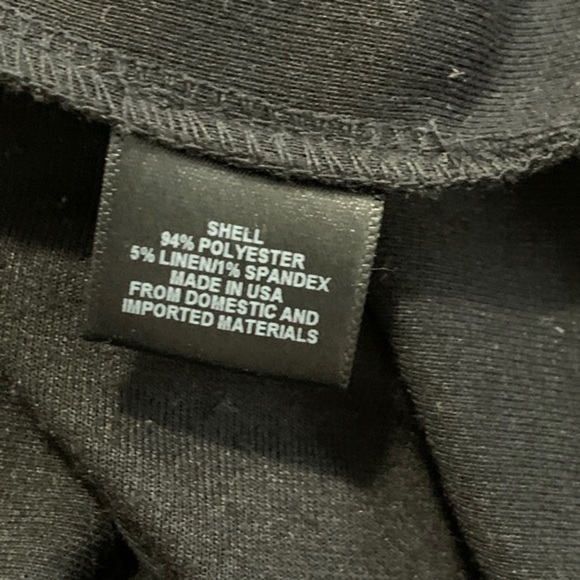 SHELL
94% POLYESTER
5% LINEN/1% SPANDEX
MADE IN USA
FROM DOMESTIC AND
IMPORTED MATERIALS